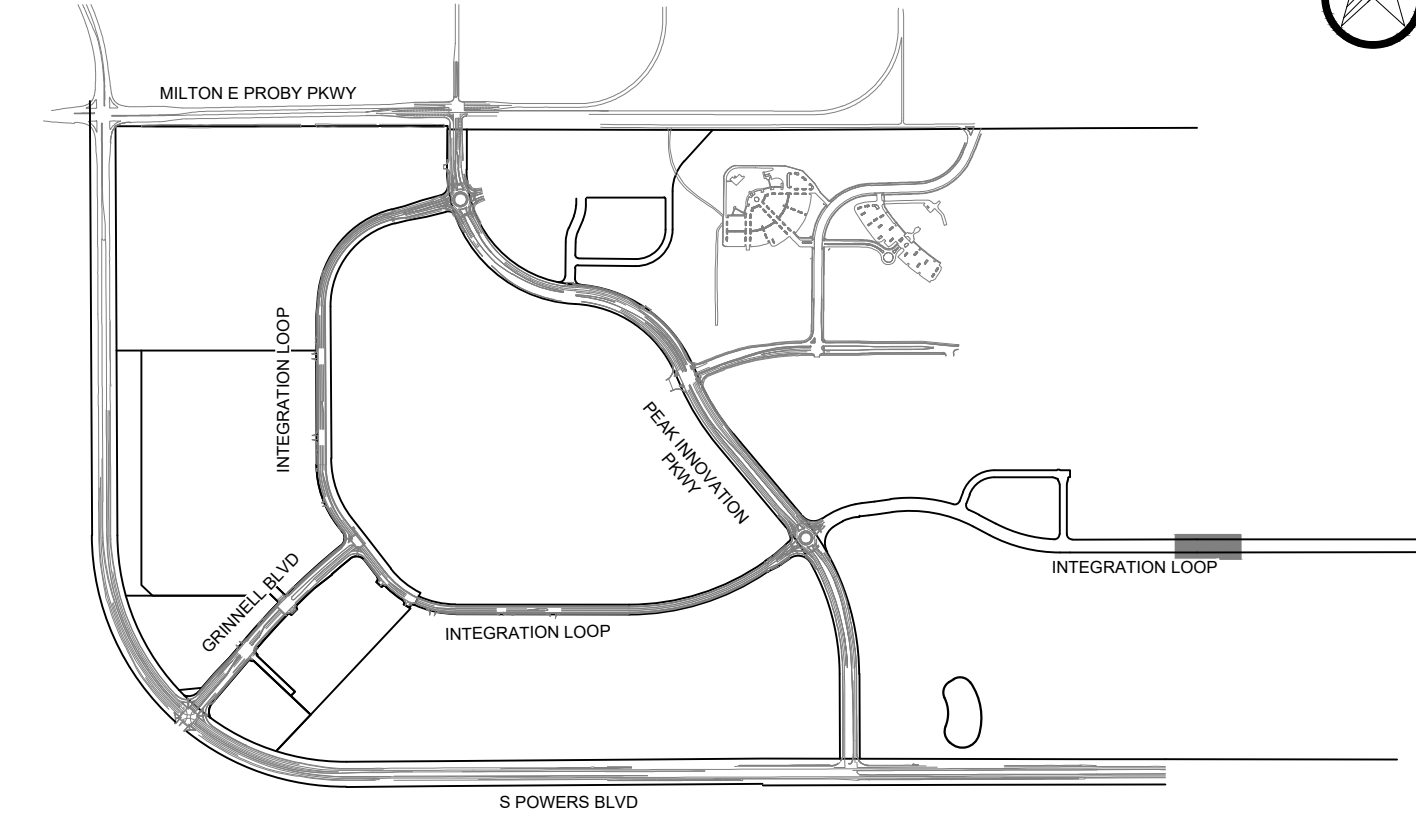 MILTON E PROBY PKWY
INTEGRATION LOOP
PEAK INNOVATION
PKWY
GRINNELL BLVD
INTEGRATION LOOP
INTEGRATION LOOP
S POWERS BLVD